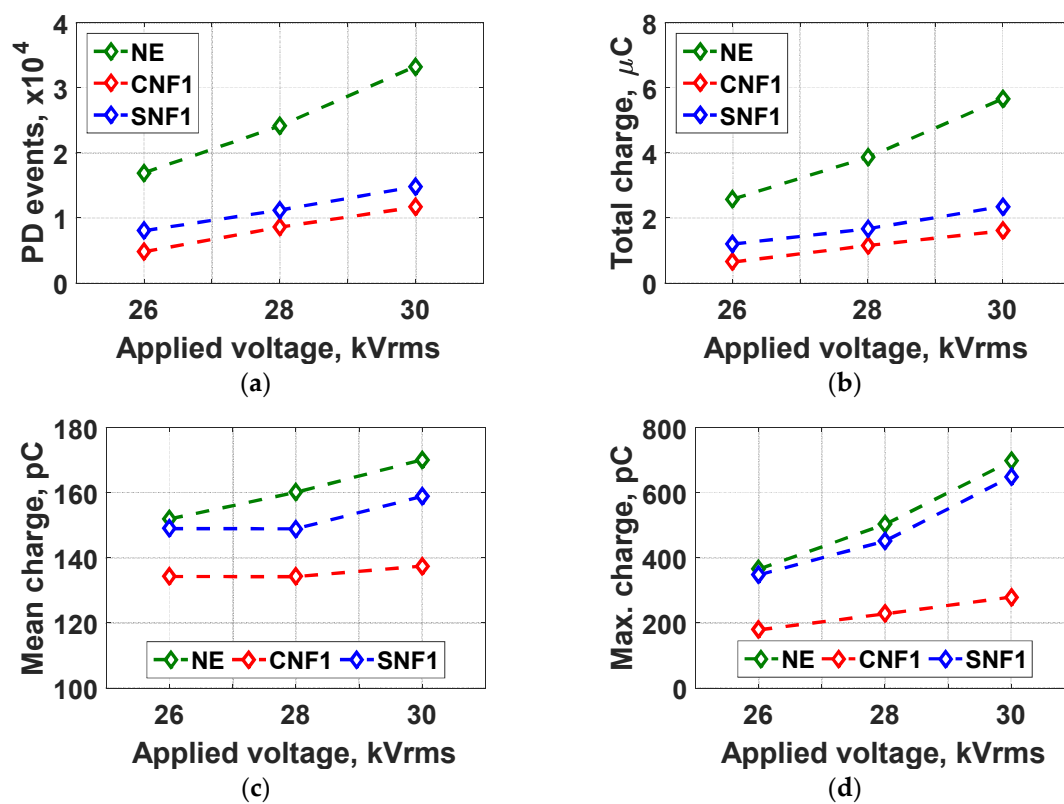 PD events, x10⁴
4
3
2
1
0
NE
CNF1
SNF1
26 28 30
Applied voltage, kVrms
(a)
Total charge, μC
8
6
4
2
0
NE
CNF1
SNF1
26 28 30
Applied voltage, kVrms
(b)
Mean charge, pC
180
160
140
120
100
NE CNF1 SNF1
26 28 30
Applied voltage, kVrms
(c)
Max. charge, pC
800
600
400
200
0
NE CNF1 SNF1
26 28 30
Applied voltage, kVrms
(d)